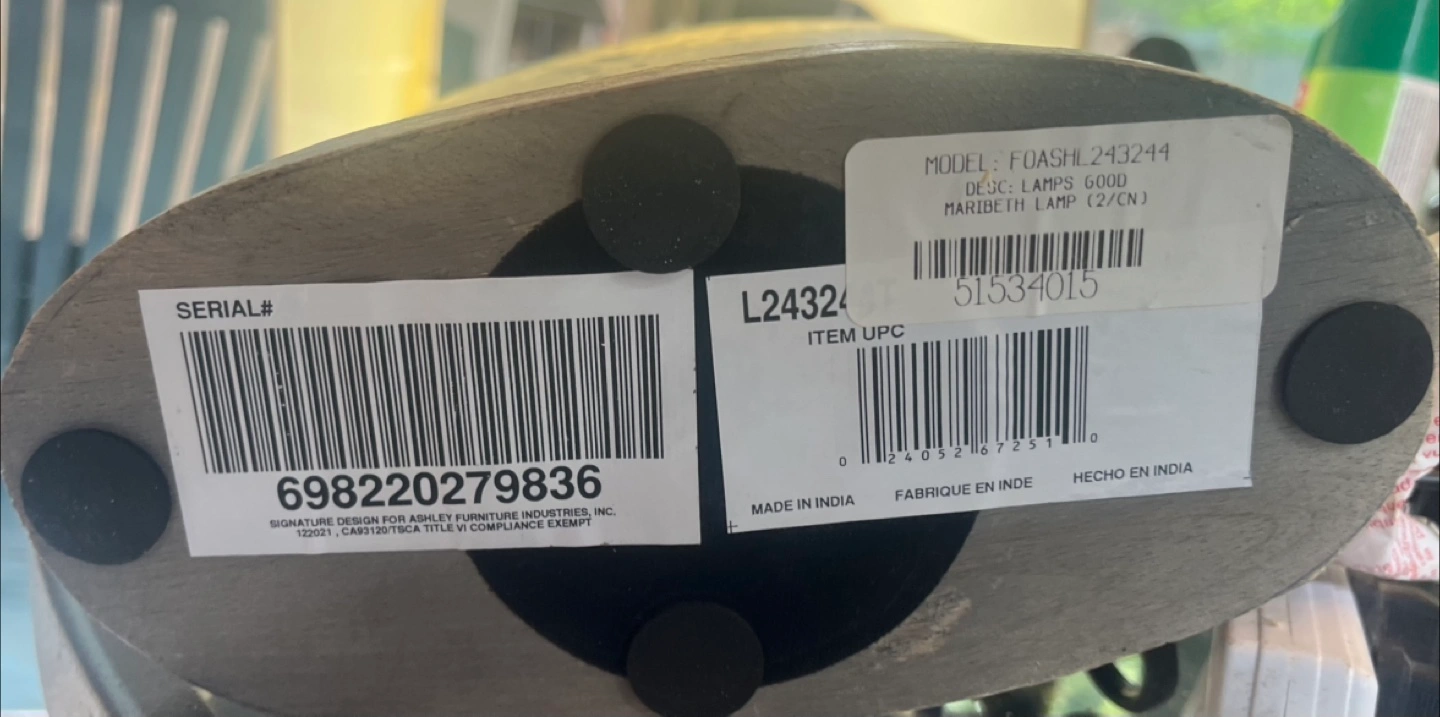 SERIAL#
698220279836
SIGNATURE DESIGN FOR ASHLEY FURNITURE INDUSTRIES, INC.
122021 , CA93120/TSCA TITLE VI COMPLIANCE EXEMPT
MODEL: FOASHL243244
DESC: LAMPS GOOD
MARIBETH LAMP (2/CN)
51534015
L24324
ITEM UPC
0 24052 67251 0
MADE IN INDIA FABRIQUE EN INDE HECHO EN INDIA